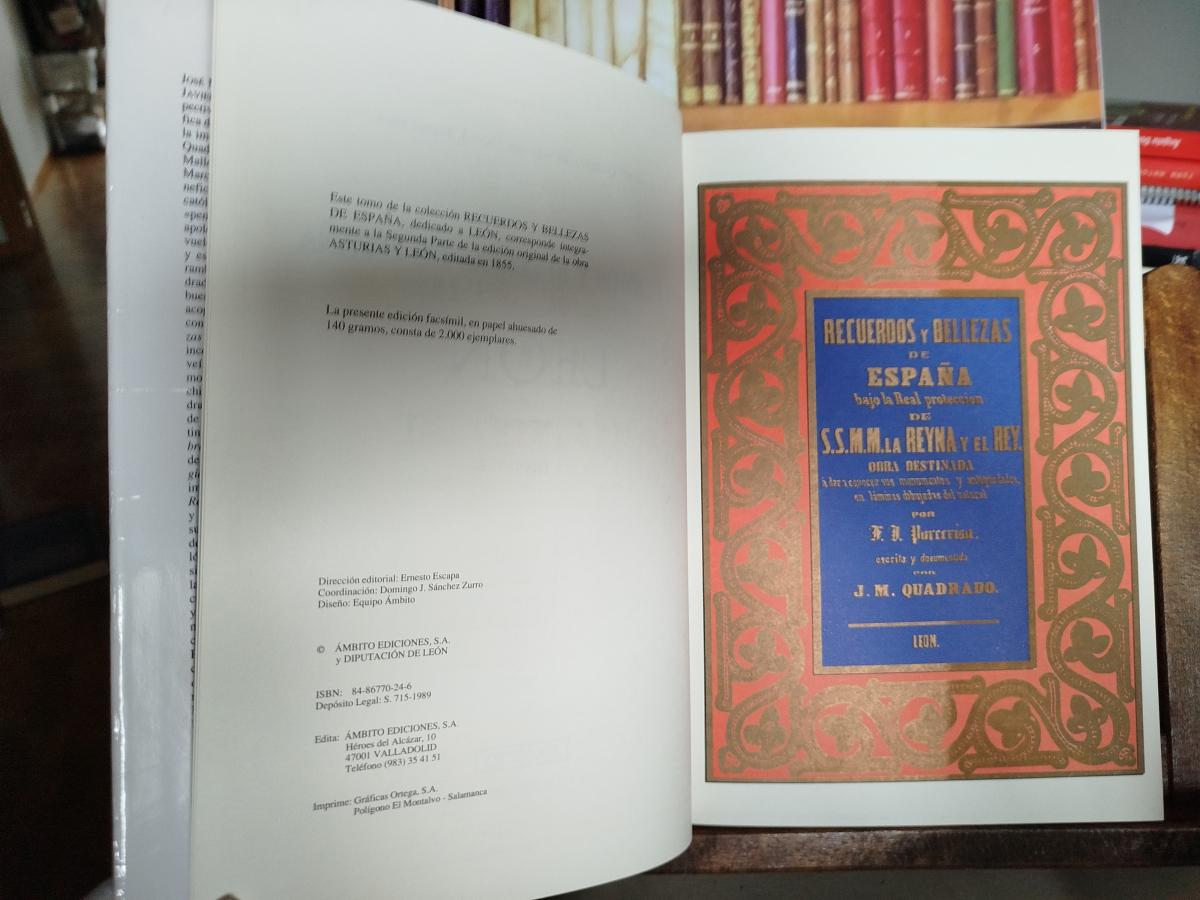 Este tomo de la colección RECUERDOS Y BELLEZAS
DE ESPAÑA, dedicado a LEÓN, corresponde íntegra-
mente a la Segunda Parte de la edición original de la obra
ASTURIAS Y LEÓN, editada en 1855.
La presente edición facsímil, en papel ahuesado de
140 gramos, consta de 2.000 ejemplares.
Dirección editorial: Ernesto Escapa
Coordinación: Domingo J. Sánchez Zurro
Diseño: Equipo Ámbito
© ÁMBITO EDICIONES, S.A.
y DIPUTACIÓN DE LEÓN
ISBN: 84-86770-24-6
Depósito Legal: S. 715-1989
Edita: ÁMBITO EDICIONES, S.A.
Héroes del Alcázar, 10
47001 VALLADOLID
Teléfono (983) 35 41 51
Imprime: Gráficas Ortega, S.A.
Polígono El Montalvo - Salamanca
RECUERDOS Y BELLEZAS
DE
ESPAÑA
bajo la Real proteccion
DE
S.S.M.M. LA REYNA Y EL REY.
OBRA DESTINADA
á dar a conocer sus monumentos y antigüedades,
en láminas dibujadas del natural
POR
F. J. Parcerisa.
escrita y documentada
POR
J. M. QUADRADO.
LEON.